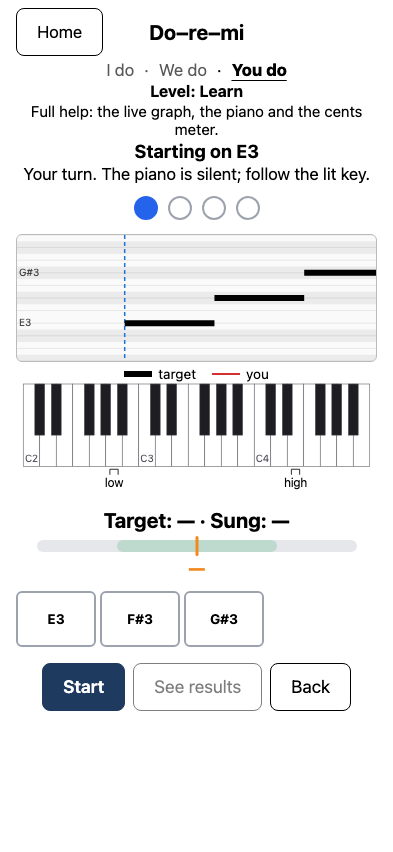 Home
Do–re–mi
I do · We do · You do
Level: Learn
Full help: the live graph, the piano and the cents
meter.
Starting on E3
Your turn. The piano is silent; follow the lit key.
G#3
E3
target you
C2 C3 C4
low high
Target: — · Sung: —
—
E3 F#3 G#3
Start See results Back